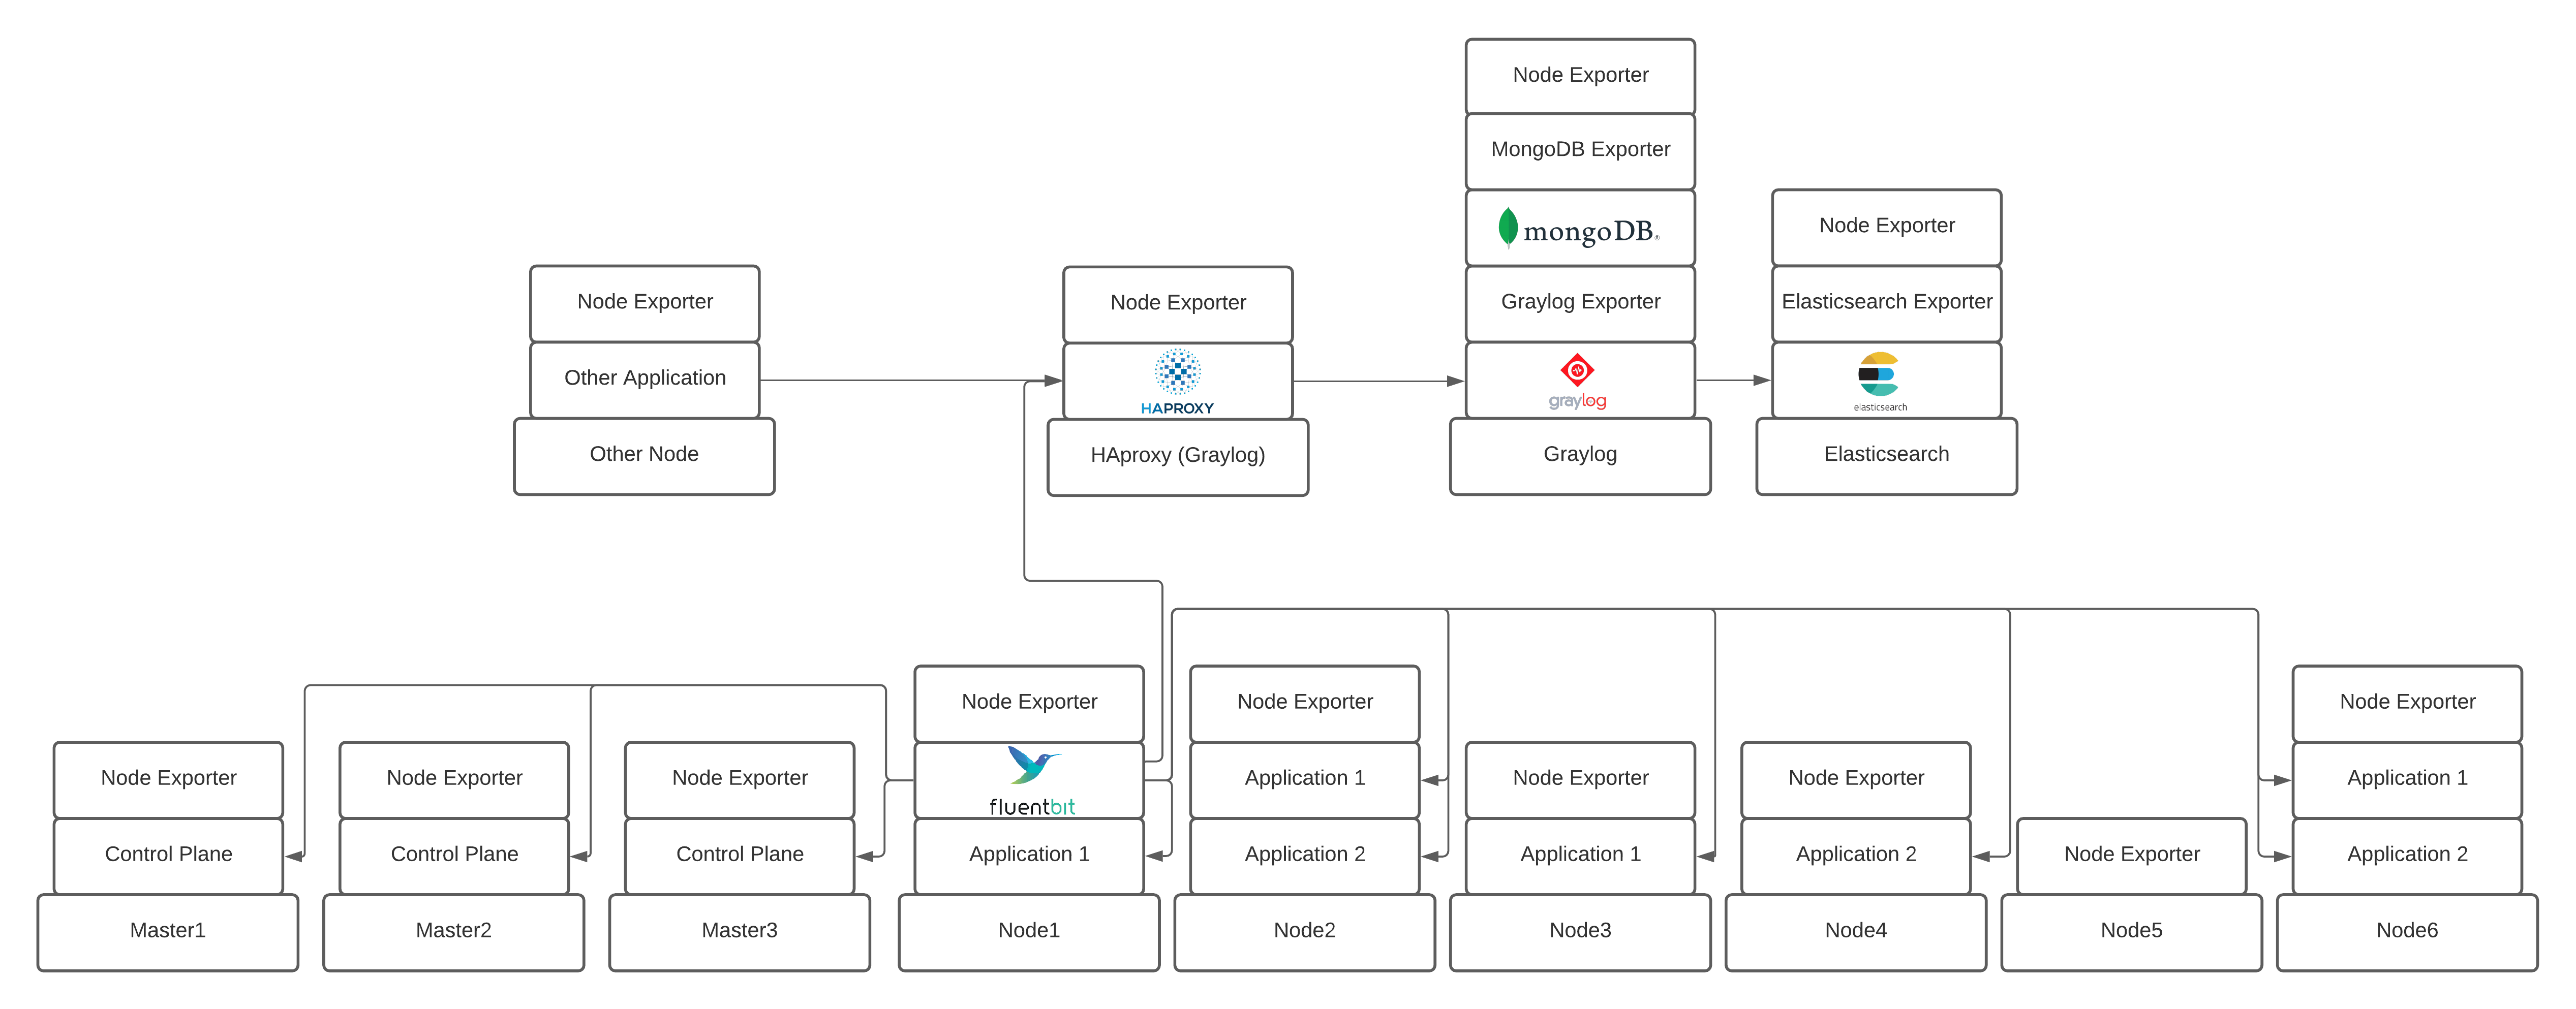 Node Exporter
MongoDB Exporter
mongoDB®
Graylog Exporter
graylog
Graylog
Node Exporter
Elasticsearch Exporter
elasticsearch
Elasticsearch
Node Exporter
Other Application
Other Node
Node Exporter
HAPROXY
HAproxy (Graylog)
Node Exporter
Control Plane
Master1
Node Exporter
Control Plane
Master2
Node Exporter
Control Plane
Master3
Node Exporter
fluentbit
Application 1
Node1
Node Exporter
Application 1
Application 2
Node2
Node Exporter
Application 1
Node3
Node Exporter
Application 2
Node4
Node Exporter
Node5
Node Exporter
Application 1
Application 2
Node6